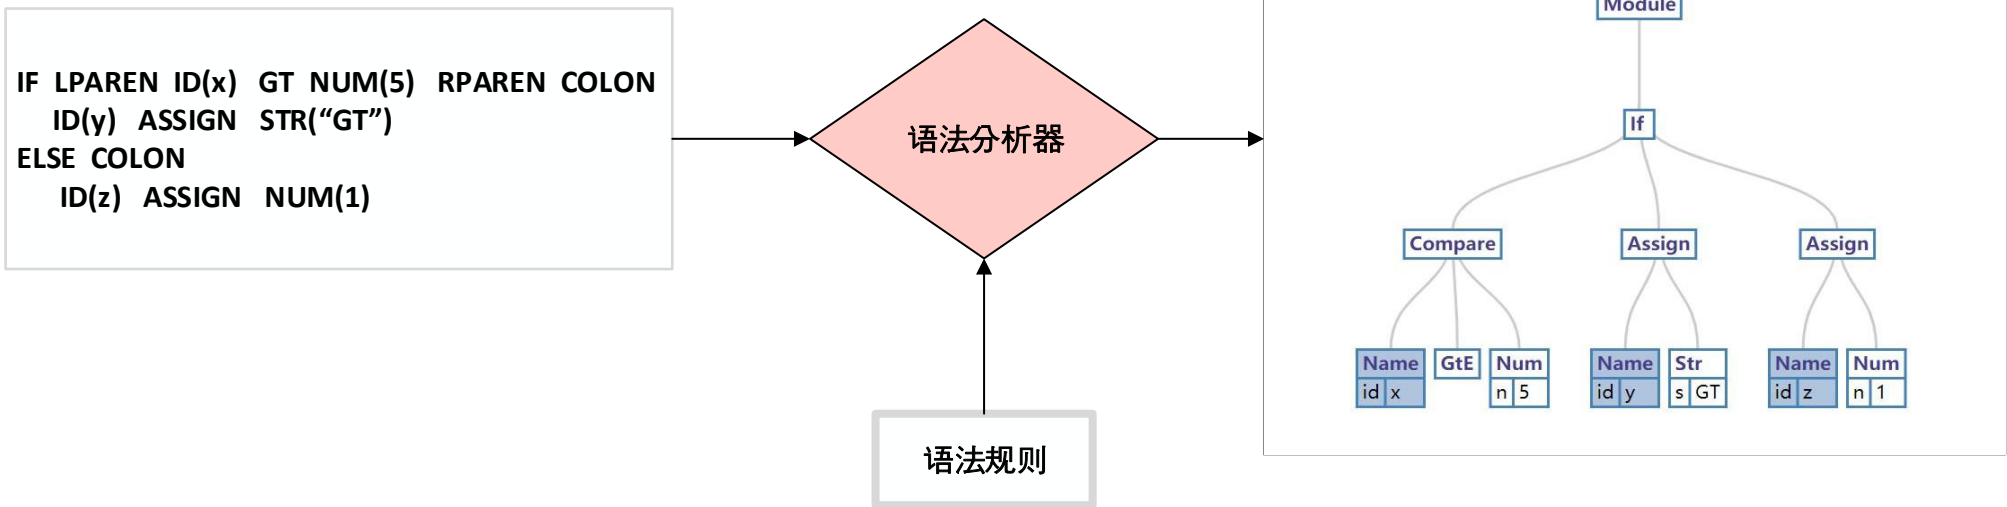 IF LPAREN ID(x) GT NUM(5) RPAREN COLON
ID(y) ASSIGN STR(“GT”)
ELSE COLON
ID(z) ASSIGN NUM(1)
语法分析器
语法规则
Module
If
Compare
Assign
Assign
Name
id x
GtE
Num
n 5
Name
id y
Str
s GT
Name
id z
Num
n 1